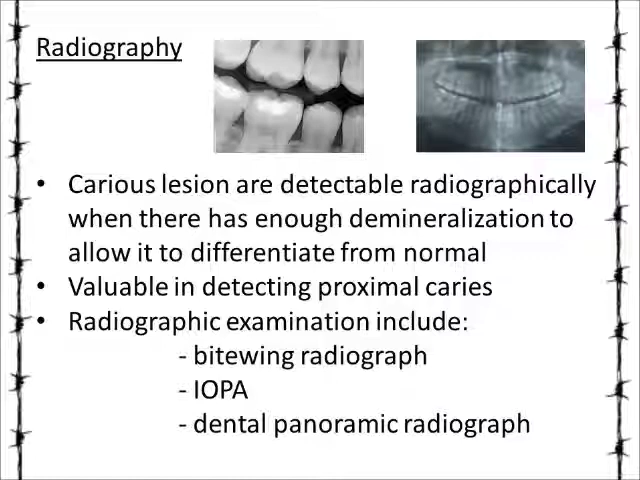 Radiography
• Carious lesion are detectable radiographically
when there has enough demineralization to
allow it to differentiate from normal
• Valuable in detecting proximal caries
• Radiographic examination include:
- bitewing radiograph
- IOPA
- dental panoramic radiograph